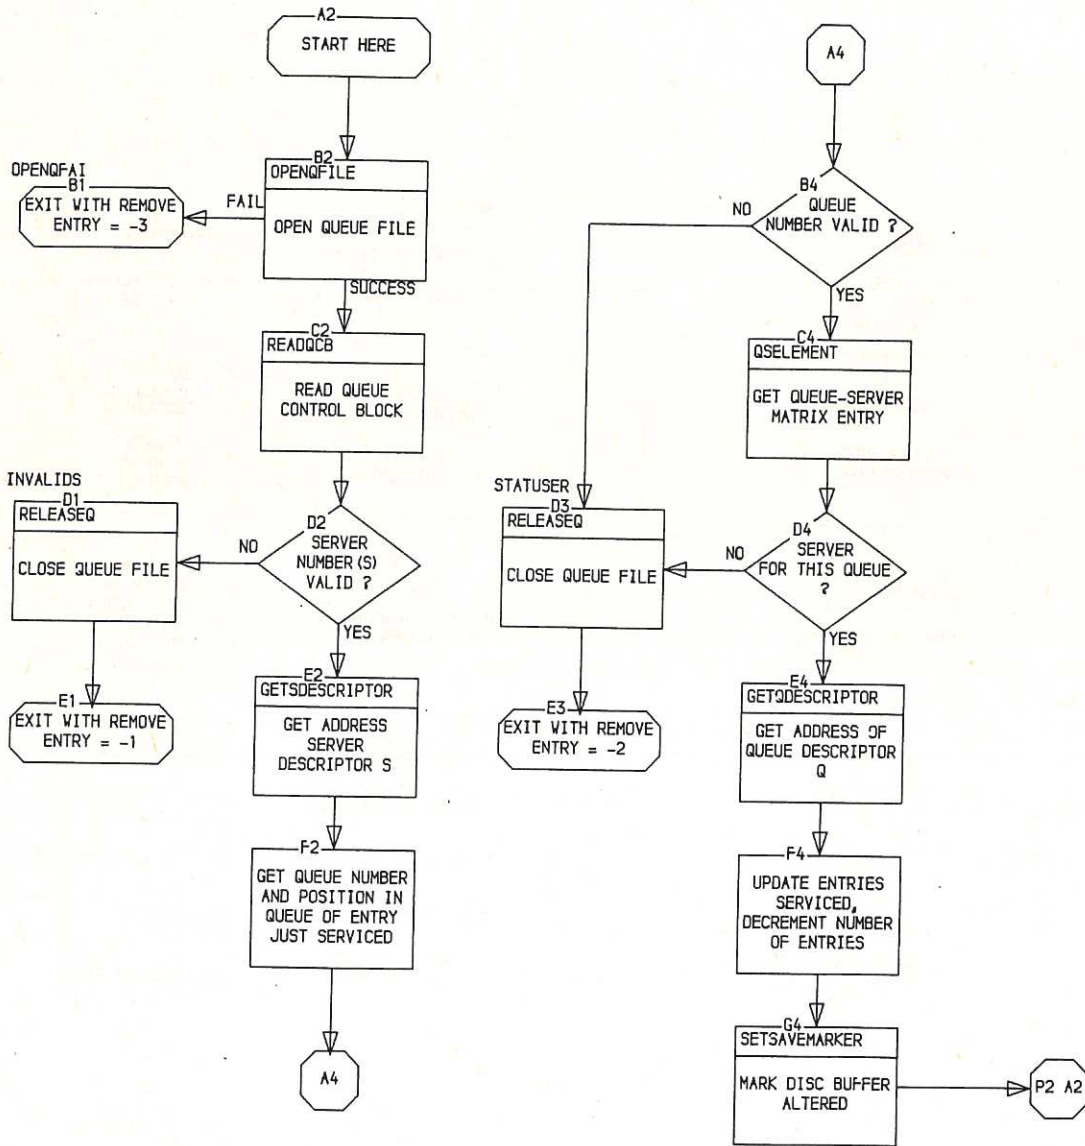 A2
START HERE
B2
OPENQFILE
OPEN QUEUE FILE
FAIL
OPENQFAI
B1
EXIT WITH REMOVE
ENTRY = -3
SUCCESS
C2
READQCB
READ QUEUE
CONTROL BLOCK
D2
SERVER
NUMBER(S)
VALID ?
NO
INVALIDS
D1
RELEASEQ
CLOSE QUEUE FILE
E1
EXIT WITH REMOVE
ENTRY = -1
YES
E2
GETSDESCRIPTOR
GET ADDRESS
SERVER
DESCRIPTOR S
F2
GET QUEUE NUMBER
AND POSITION IN
QUEUE OF ENTRY
JUST SERVICED
A4
A4
B4
QUEUE
NUMBER VALID ?
NO
YES
C4
QSELEMENT
GET QUEUE-SERVER
MATRIX ENTRY
D4
SERVER
FOR THIS QUEUE
?
NO
STATUSER
D3
RELEASEQ
CLOSE QUEUE FILE
E3
EXIT WITH REMOVE
ENTRY = -2
YES
E4
GETQDESCRIPTOR
GET ADDRESS OF
QUEUE DESCRIPTOR
Q
F4
UPDATE ENTRIES
SERVICED,
DECREMENT NUMBER
OF ENTRIES
G4
SETSAVEMARKER
MARK DISC BUFFER
ALTERED
P2 A2